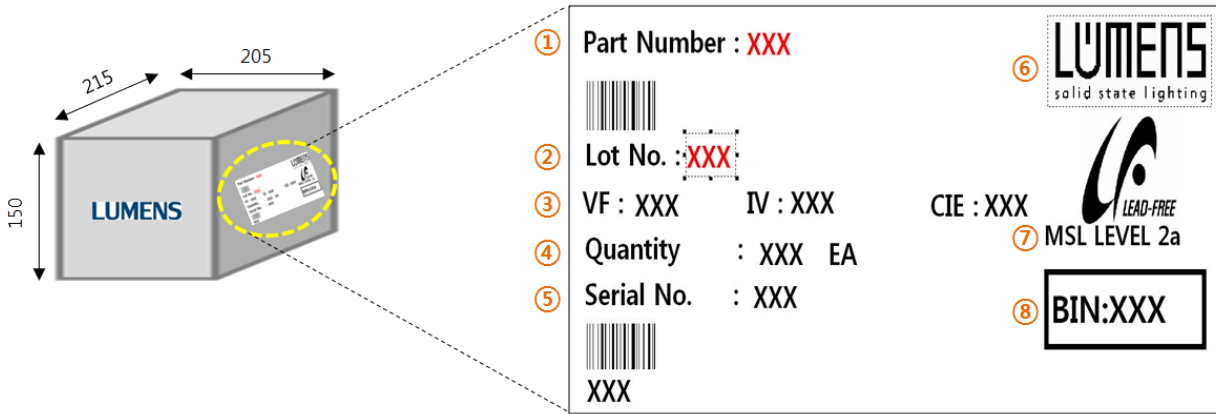 215
205
150
LUMENS
① Part Number : XXX
② Lot No. : XXX
③ VF : XXX IV : XXX CIE : XXX
④ Quantity : XXX EA
⑤ Serial No. : XXX
XXX
⑥ LUMENS
solid state lighting
LEAD-FREE
⑦ MSL LEVEL 2a
⑧ BIN:XXX